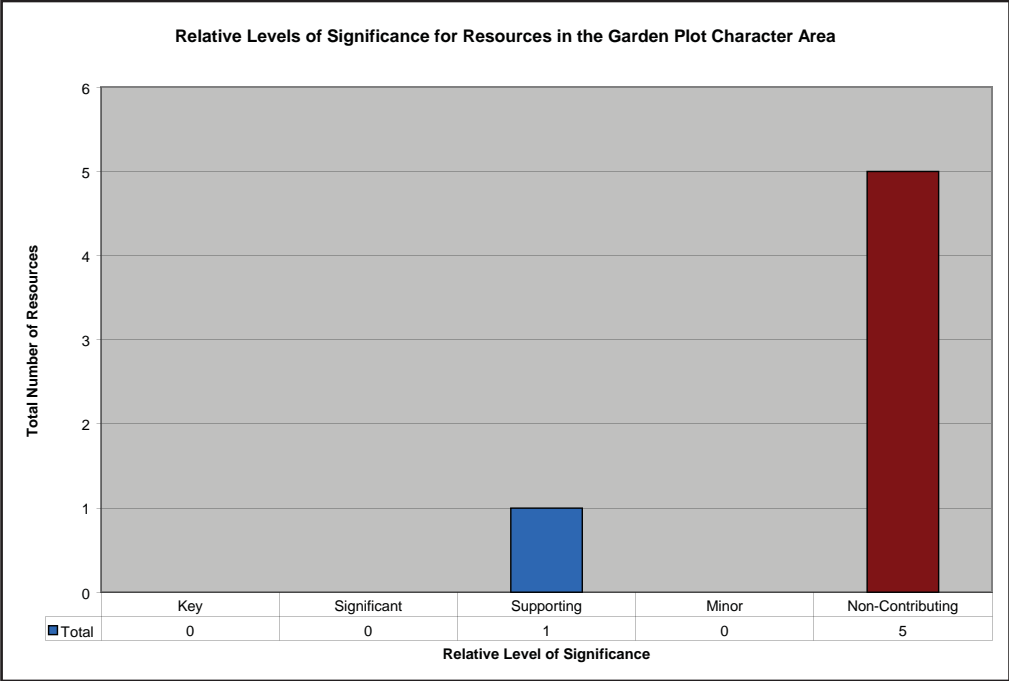 Relative Levels of Significance for Resources in the Garden Plot Character Area
6
5
4
3
2
1
0
Total Number of Resources
Key Significant Supporting Minor Non-Contributing
Total 0 0 1 0 5
Relative Level of Significance